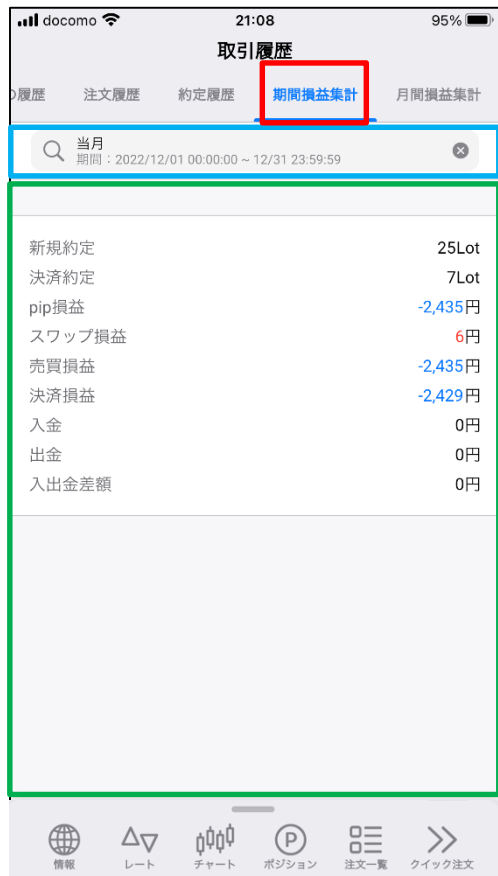 docomo 21:08 95%
取引履歴
履歴 注文履歴 約定履歴 期間損益集計 月間損益集計
当月
期間：2022/12/01 00:00:00 ~ 12/31 23:59:59
新規約定 25Lot
決済約定 7Lot
pip損益 -2,435円
スワップ損益 6円
売買損益 -2,435円
決済損益 -2,429円
入金 0円
出金 0円
入出金差額 0円
P
情報 レート チャート ポジション 注文一覧 クイック注文